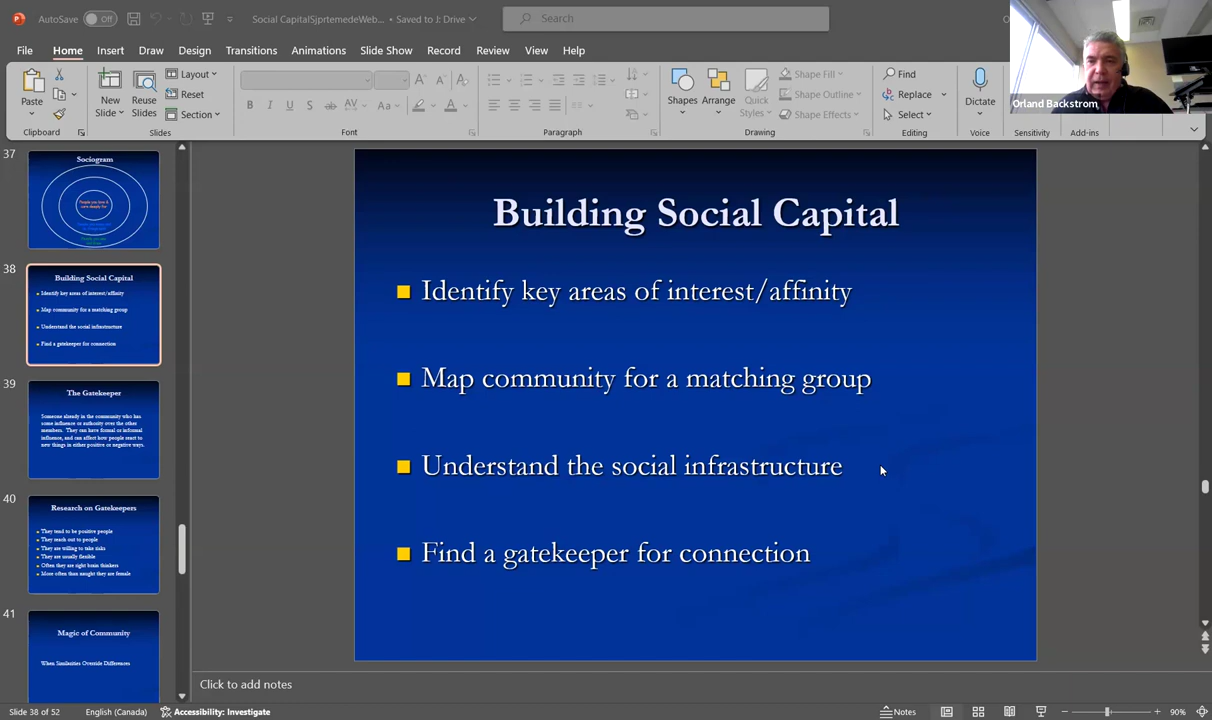 AutoSave
Off
Social CapitalSjprtemedeWeb... • Saved to J: Drive
Search
File
Home
Insert
Draw
Design
Transitions
Animations
Slide Show
Record
Review
View
Help
Orland Backstrom
Paste
New
Slides
Reuse
Slides
Layout
Reset
Section
Shapes
Arrange
Quick
Styles
Shape Fill
Shape Outline
Shape Effects
Find
Replace
Select
Dictate
Clipboard
Slides
Font
Paragraph
Drawing
Editing
Voice
Sensitivity
Add-ins
37
Sociogram
38
Building Social Capital
Identify key areas of interest/affinity
Map community for a matching group
Understand the social infrastructure
Find a gatekeeper for connection
39
The Gatekeeper
Someone already in the community who has
some influence or authority over the other
members. They can have formal or informal
influence, and can affect how people react to
new things in either positive or negative ways.
40
Research on Gatekeepers
They tend to be positive people
They reach out to people
They are willing to take risks
They are usually flexible
Often they are right brain thinkers
More often than naught they are female
41
Magic of Community
When Similarities Override Differences
Building Social Capital
Identify key areas of interest/affinity
Map community for a matching group
Understand the social infrastructure
Find a gatekeeper for connection
Click to add notes
Slide 38 of 52
English (Canada)
Accessibility: Investigate
Notes
90%